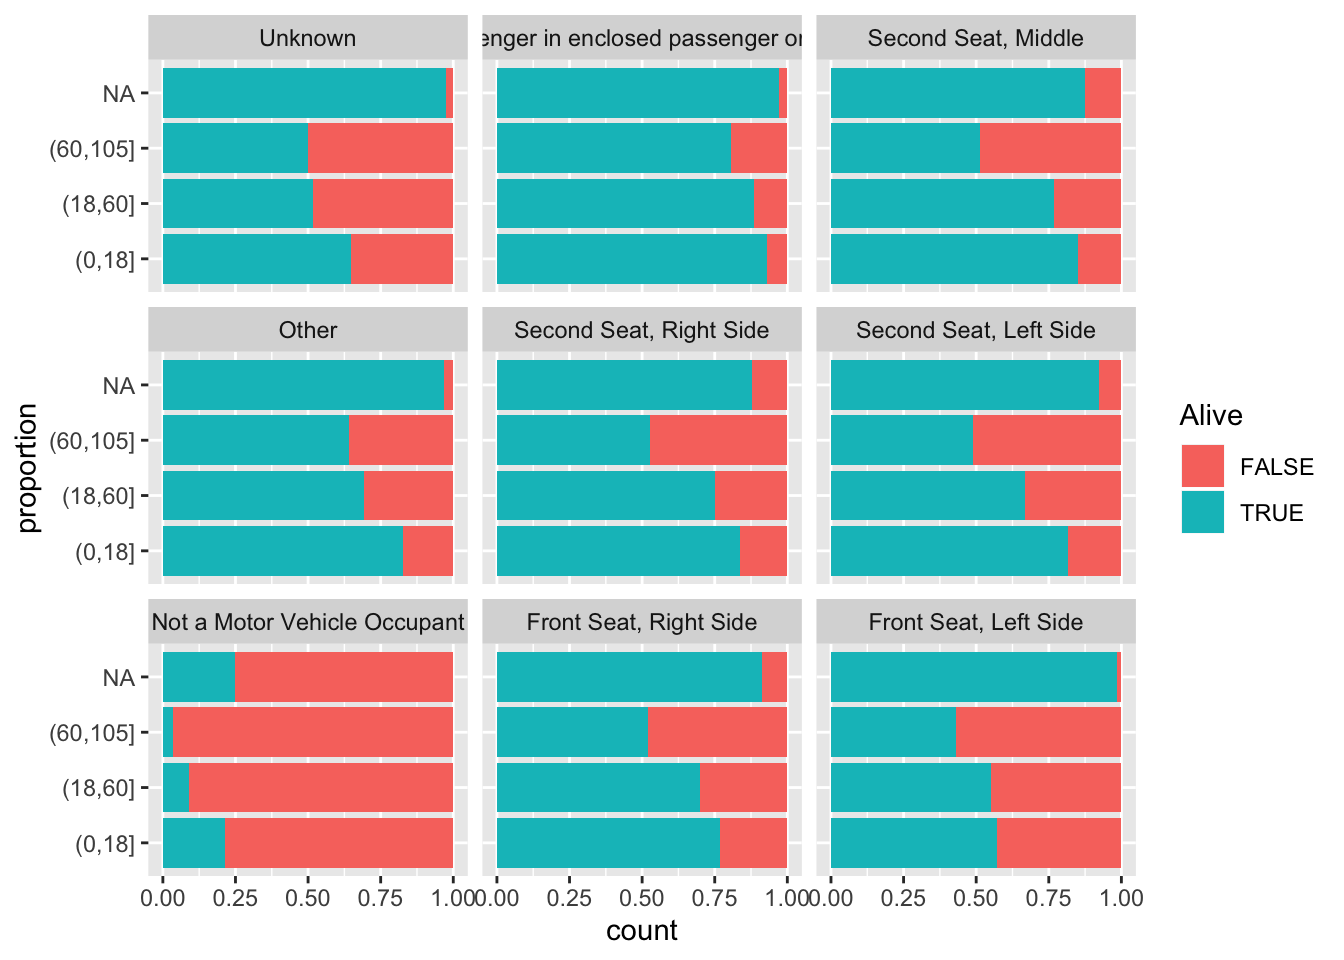 Unknown
enger in enclosed passenger or
Second Seat, Middle
NA
(60,105]
(18,60]
(0,18]
Other
Second Seat, Right Side
Second Seat, Left Side
NA
(60,105]
(18,60]
(0,18]
proportion
Alive
FALSE
TRUE
Not a Motor Vehicle Occupant
Front Seat, Right Side
Front Seat, Left Side
NA
(60,105]
(18,60]
(0,18]
0.00 0.25 0.50 0.75 1.00 0.00 0.25 0.50 0.75 1.00 0.00 0.25 0.50 0.75 1.00
count